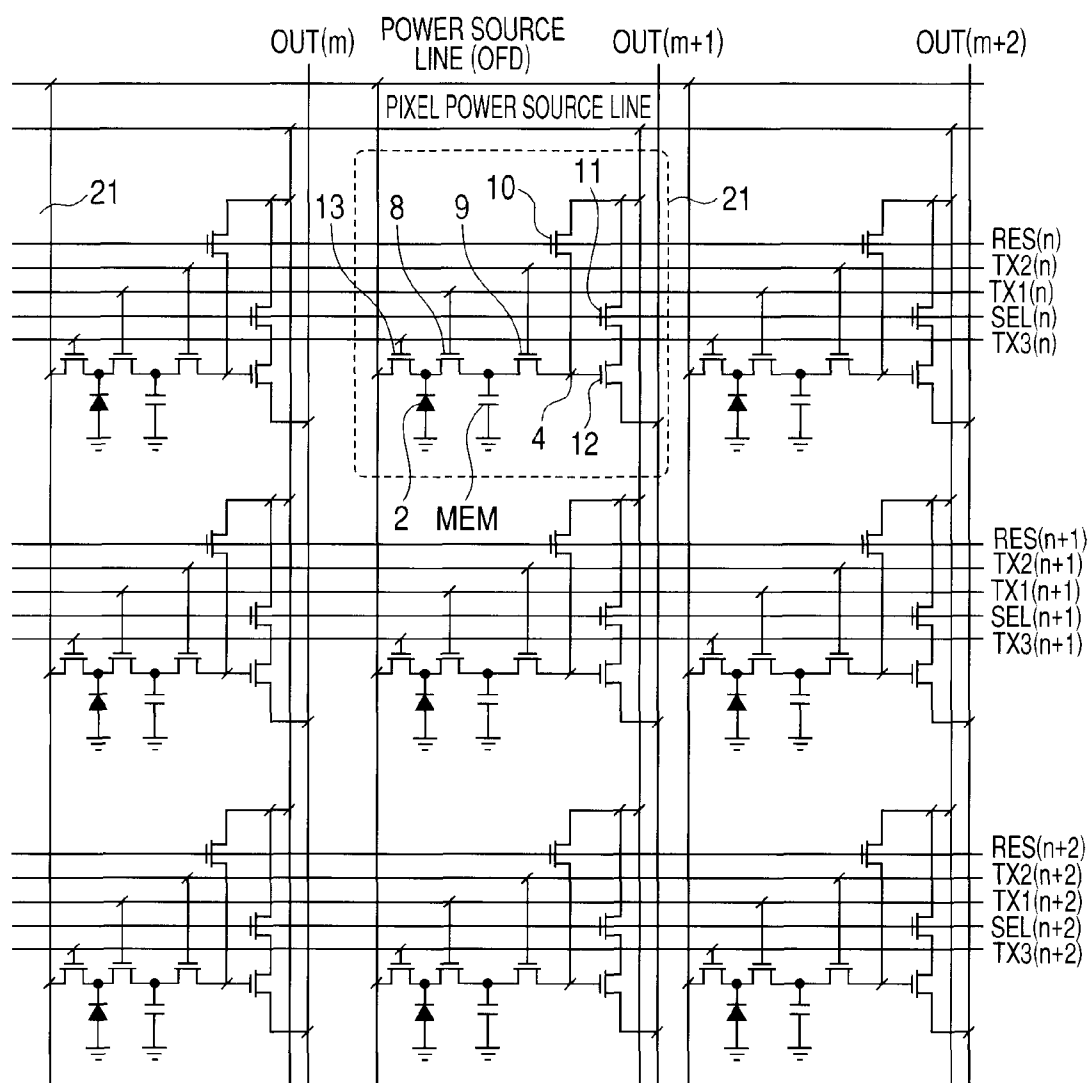 OUT(m)
POWER SOURCE
LINE (OFD)
OUT(m+1)
OUT(m+2)
PIXEL POWER SOURCE LINE
21
13
8
9
10
11
21
RES(n)
TX2(n)
TX1(n)
SEL(n)
TX3(n)
2
MEM
4
12
RES(n+1)
TX2(n+1)
TX1(n+1)
SEL(n+1)
TX3(n+1)
RES(n+2)
TX2(n+2)
TX1(n+2)
SEL(n+2)
TX3(n+2)